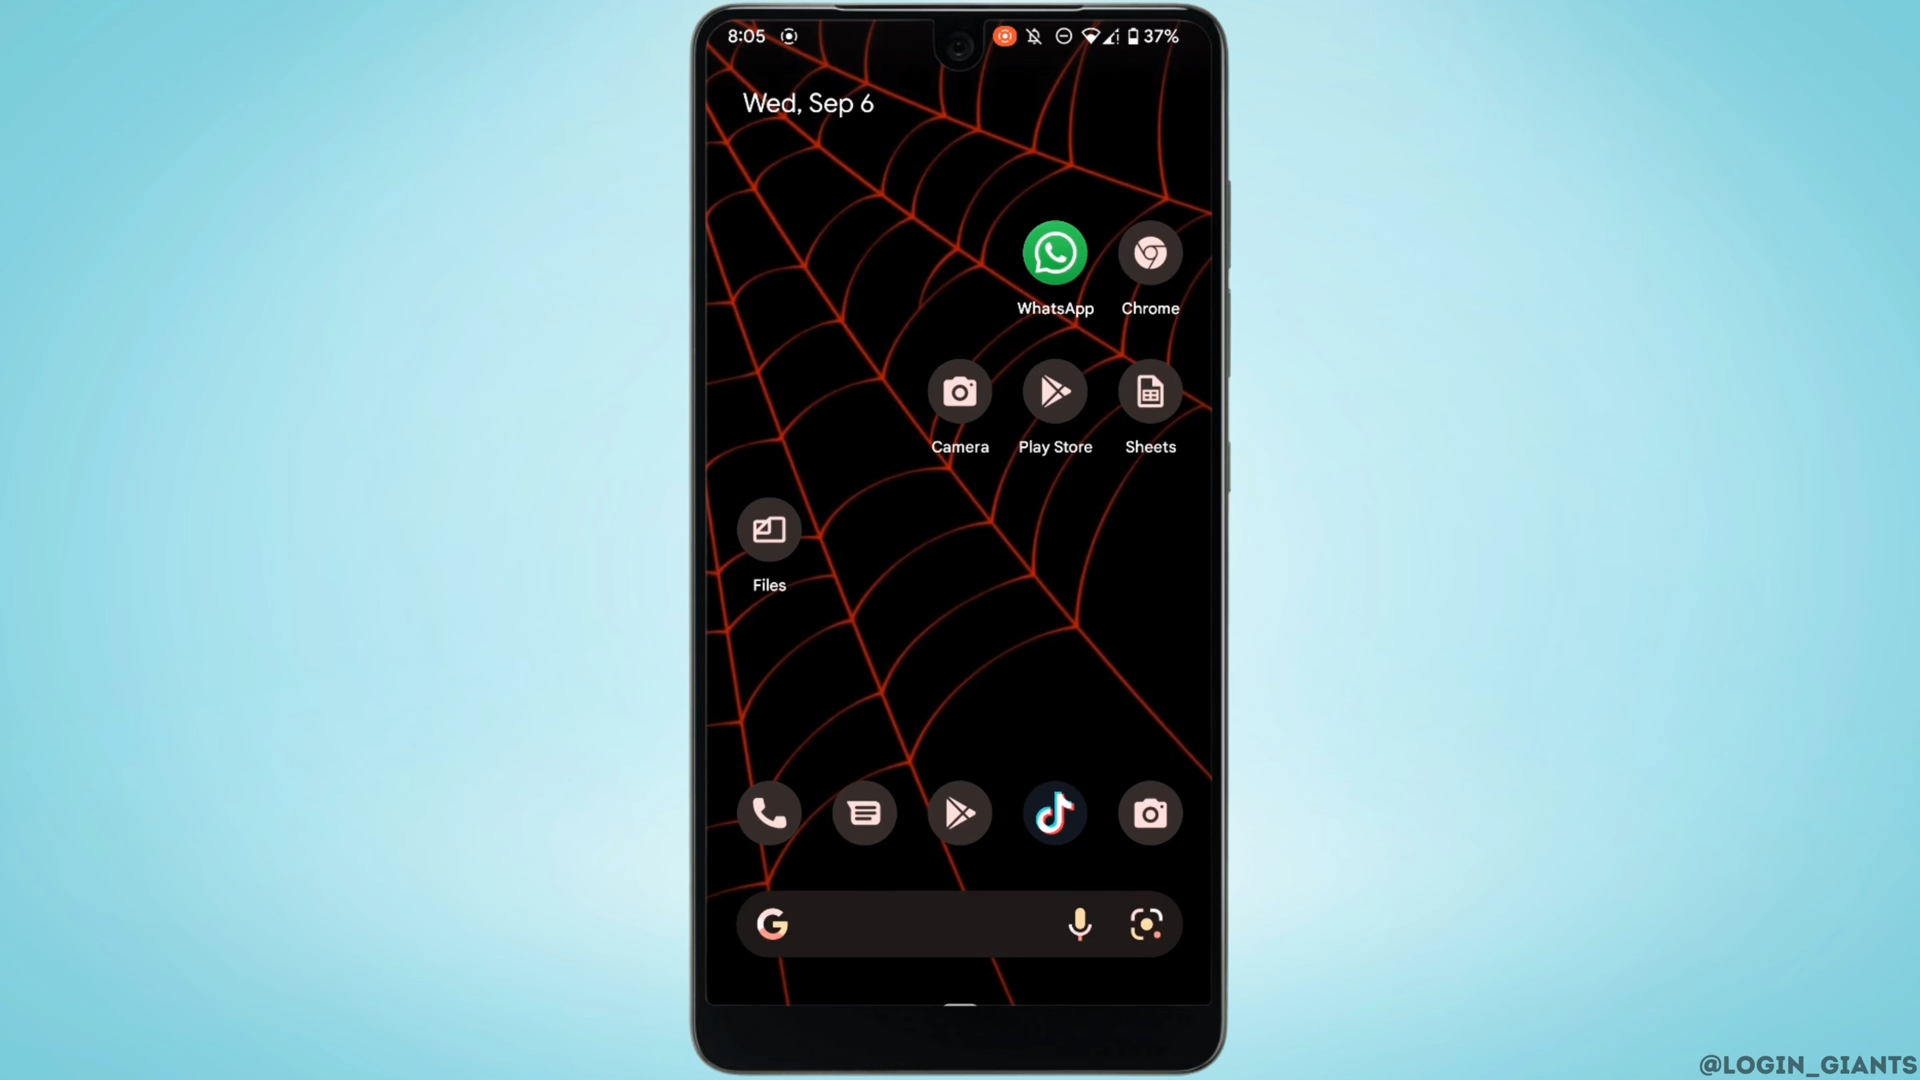 8:05
37%
Wed, Sep 6
WhatsApp
Chrome
Camera
Play Store
Sheets
Files
@LOGIN_GIANTS